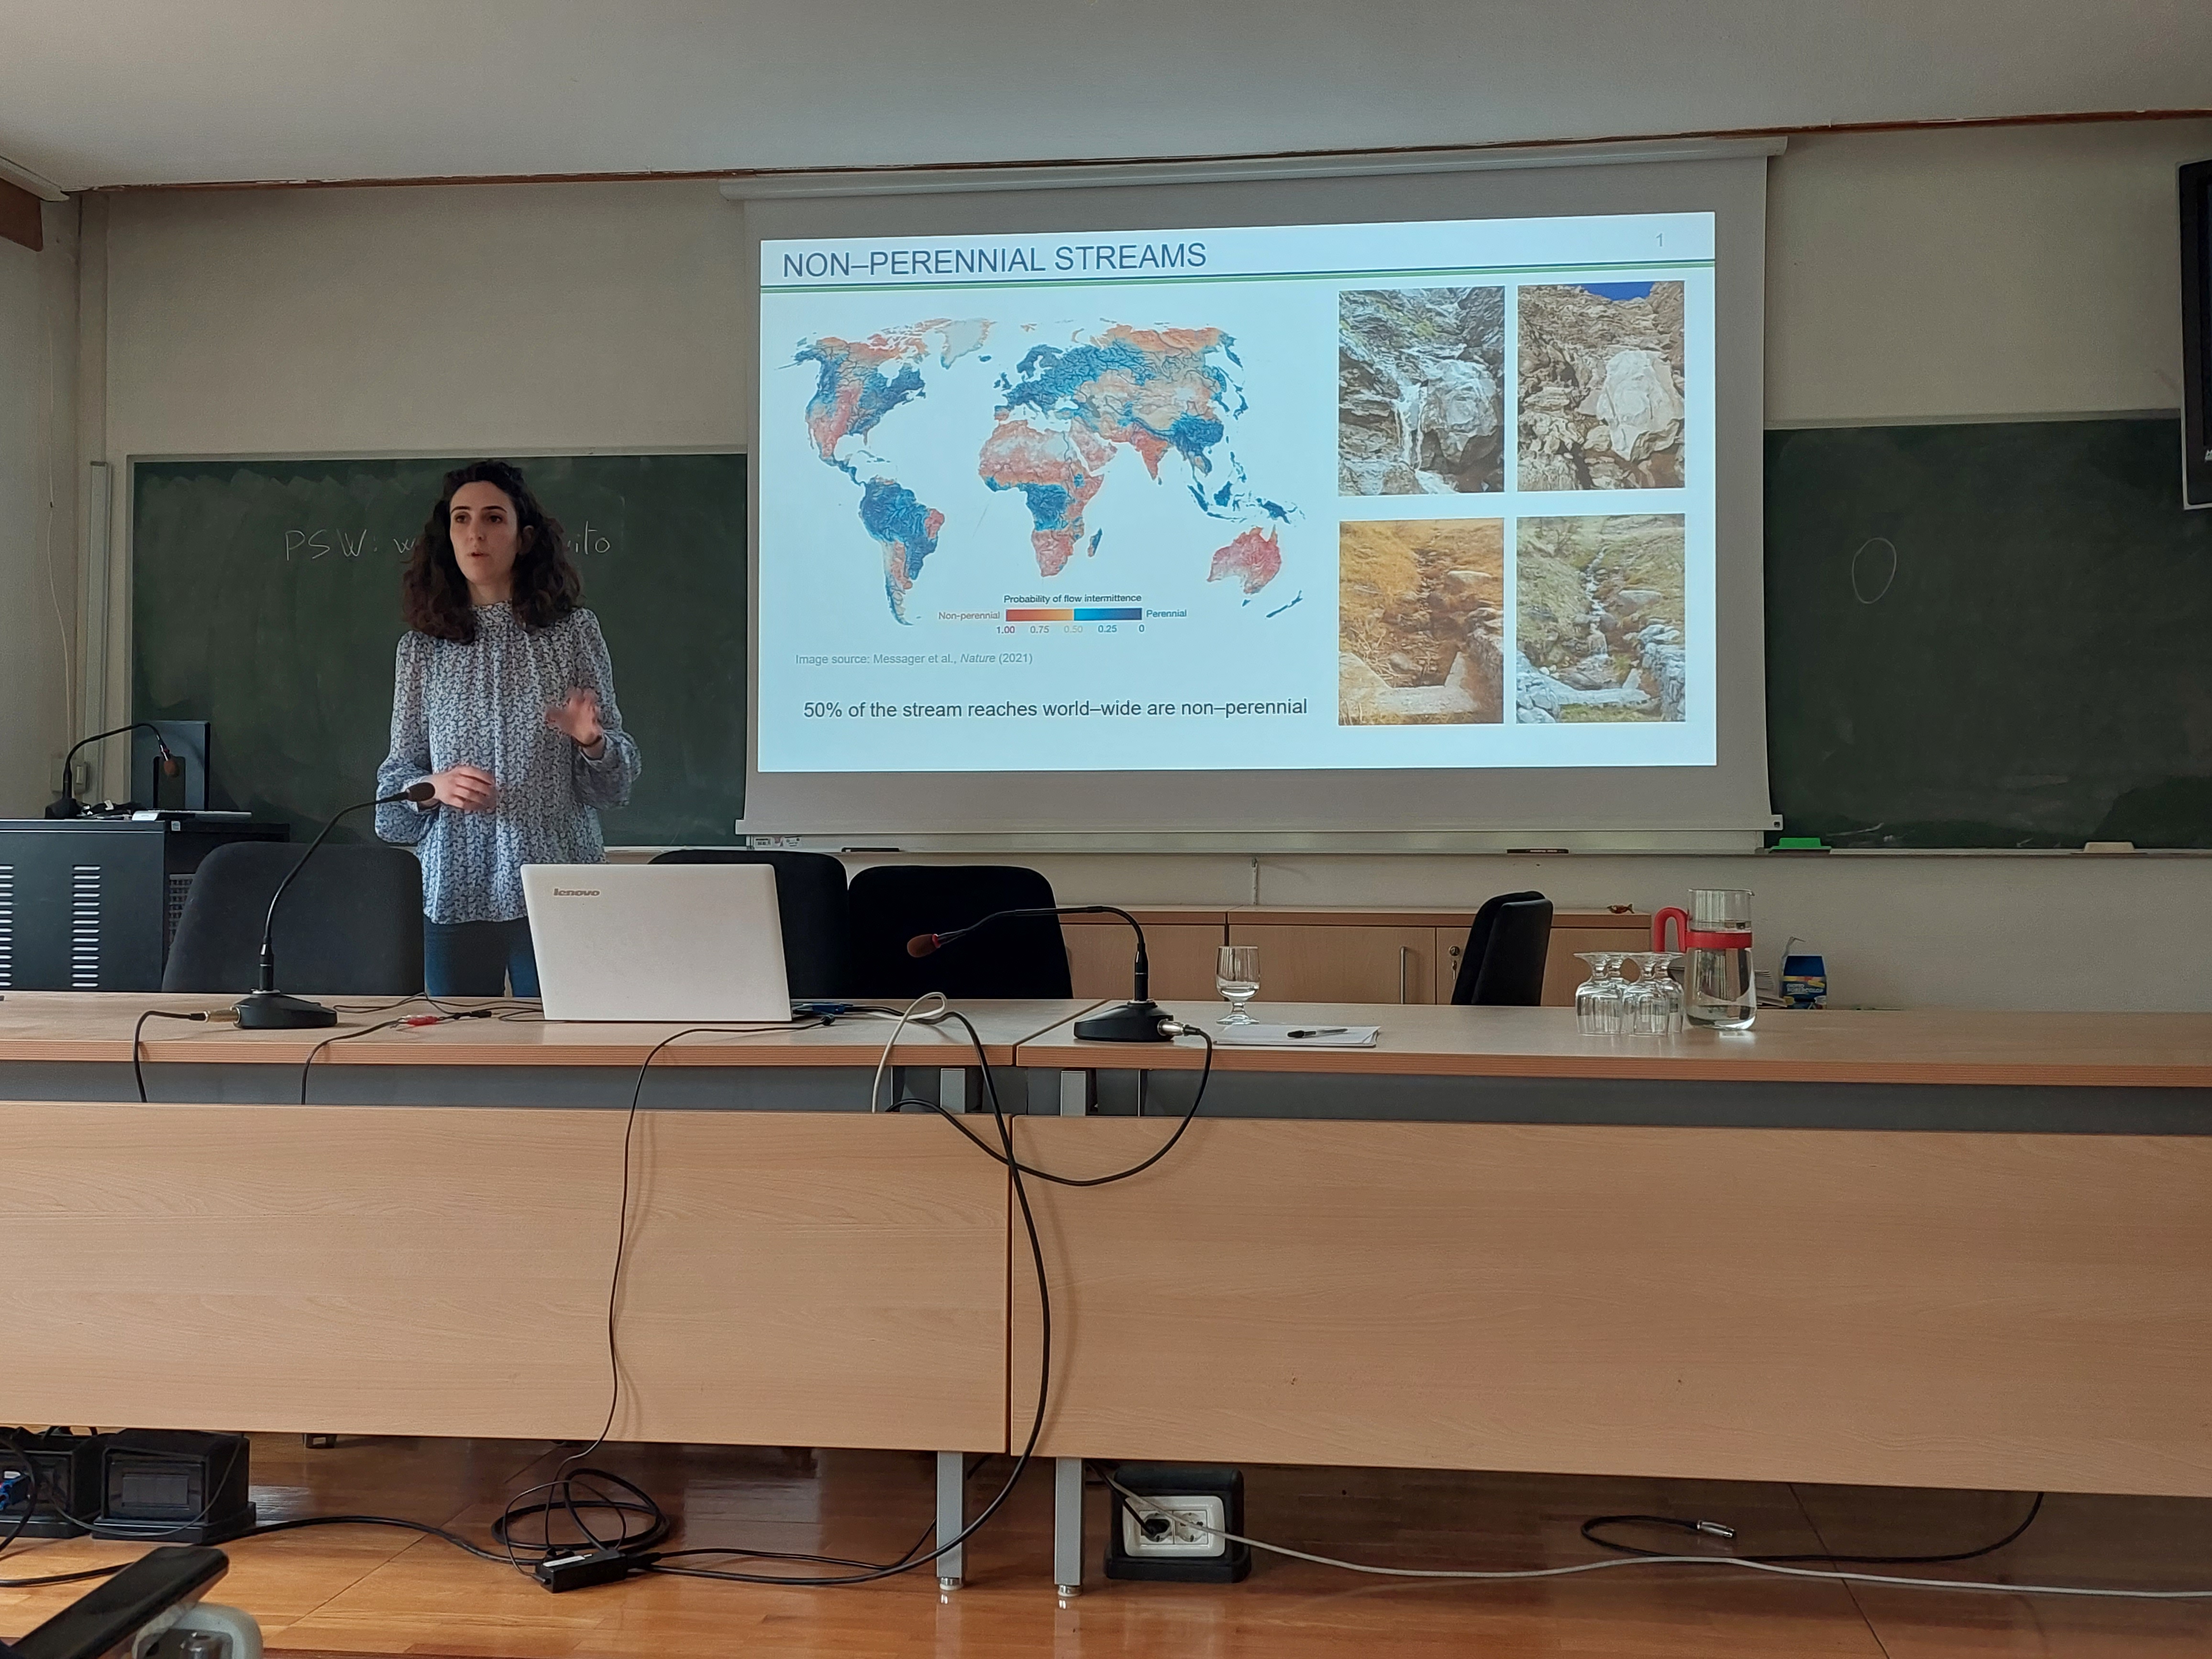 NON–PERENNIAL STREAMS
1
Probability of flow intermittence
Non-perennial
Perennial
1.00 0.75 0.50 0.25 0
Image source: Messager et al., Nature (2021)
50% of the stream reaches world–wide are non–perennial
PSW:
lenovo